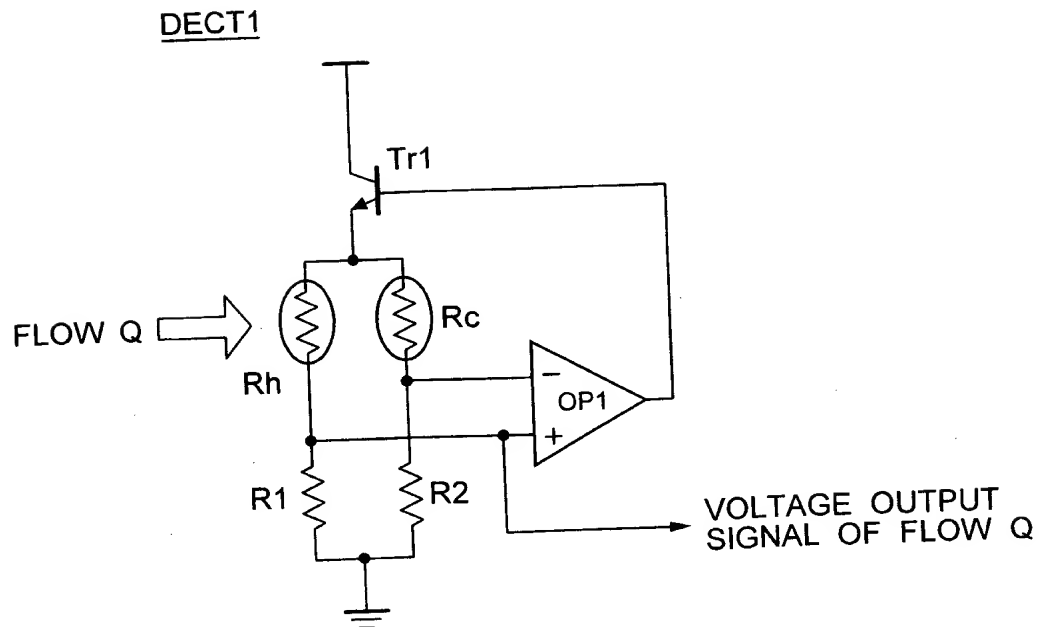 DECT1
Tr1
FLOW Q
Rc
Rh
−
OP1
+
R1
R2
VOLTAGE OUTPUT
SIGNAL OF FLOW Q